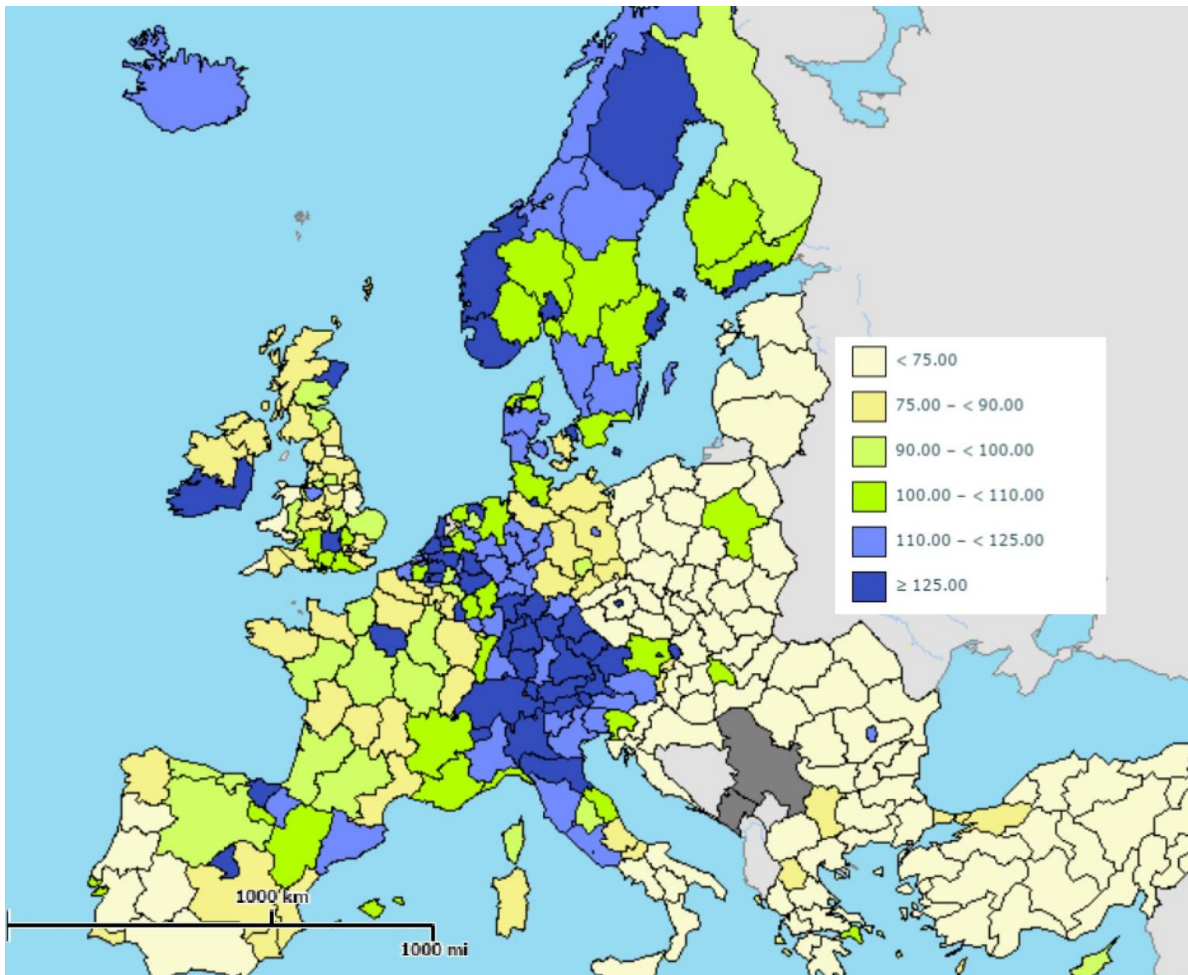 < 75.00
75.00 – < 90.00
90.00 – < 100.00
100.00 – < 110.00
110.00 – < 125.00
≥ 125.00
1000 km
1000 mi